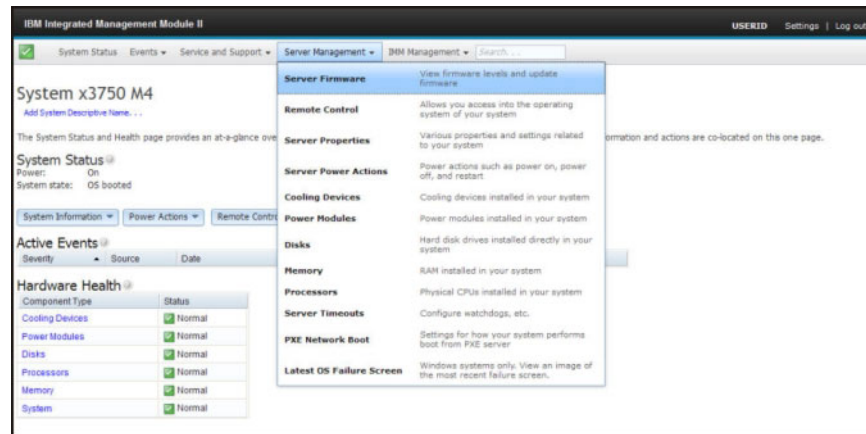 IBM Integrated Management Module II
USERID Settings | Log out
System Status Events Service and Support Server Management IMM Management Search. . .
System x3750 M4
Add System Descriptive Name. . .
The System Status and Health page provides an at-a-glance ove
ormation and actions are co-located on this one page.
System Status
Power: On
System state: OS booted
System Information Power Actions Remote Contro
Active Events
Severity Source Date
Hardware Health
Component Type Status
Cooling Devices Normal
Power Modules Normal
Disks Normal
Processors Normal
Memory Normal
System Normal
Server Firmware View firmware levels and update
firmware
Remote Control Allows you access into the operating
system of your system
Server Properties Various properties and settings related
to your system
Server Power Actions Power actions such as power on, power
off, and restart
Cooling Devices Cooling devices installed in your system
Power Modules Power modules installed in your system
Disks Hard disk drives installed directly in your
system
Memory RAM installed in your system
Processors Physical CPUs installed in your system
Server Timeouts Configure watchdogs, etc.
PXE Network Boot Settings for how your system performs
boot from PXE server
Latest OS Failure Screen Windows systems only. View an image of
the most recent failure screen.